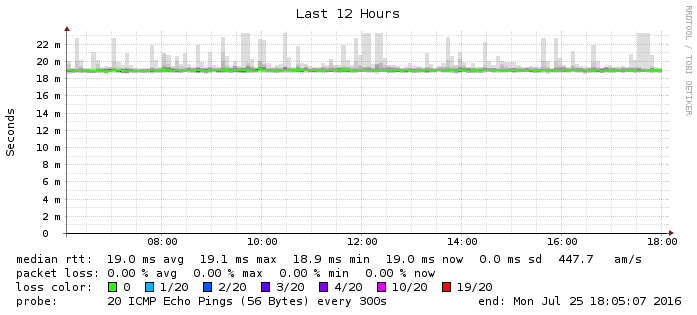 Last 12 Hours
RRDTOOL / TOBI OETIKER
Seconds
22 m
20 m
18 m
16 m
14 m
12 m
10 m
8 m
6 m
4 m
2 m
0
08:00 10:00 12:00 14:00 16:00 18:00
median rtt: 19.0 ms avg 19.1 ms max 18.9 ms min 19.0 ms now 0.0 ms sd 447.7 am/s
packet loss: 0.00 % avg 0.00 % max 0.00 % min 0.00 % now
loss color: 0 1/20 2/20 3/20 4/20 10/20 19/20
probe: 20 ICMP Echo Pings (56 Bytes) every 300s end: Mon Jul 25 18:05:07 2016